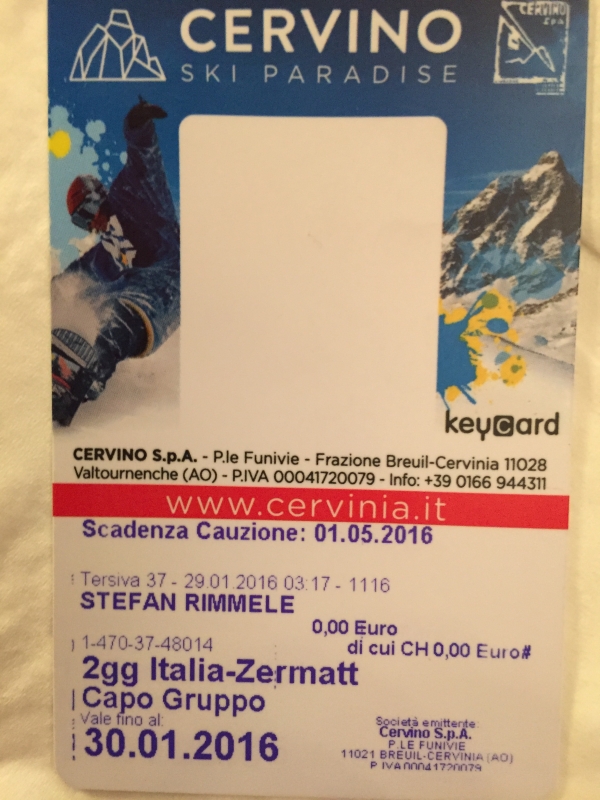 CERVINO
SKI PARADISE
CERVINO
S.p.A.
keycard
CERVINO S.p.A. - P.le Funivie - Frazione Breuil-Cervinia 11028
Valtournenche (AO) - P.IVA 00041720079 - Info: +39 0166 944311
www.cervinia.it
Scadenza Cauzione: 01.05.2016
Tersiva 37 - 29.01.2016 03:17 - 1116
STEFAN RIMMELE
0,00 Euro
1-470-37-48014
di cui CH 0,00 Euro#
2gg Italia-Zermatt
Capo Gruppo
Vale fino al:
30.01.2016
Società emittente:
Cervino S.p.A.
P.LE FUNIVIE
11021 BREUIL-CERVINIA (AO)
P.IVA 00041720079